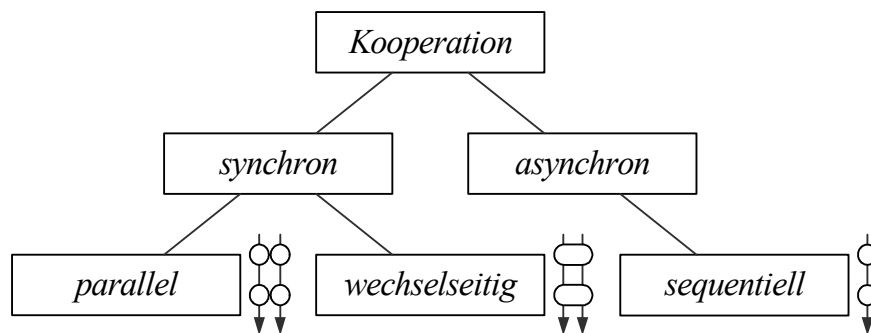 Kooperation
synchron
asynchron
parallel
wechselseitig
sequentiell